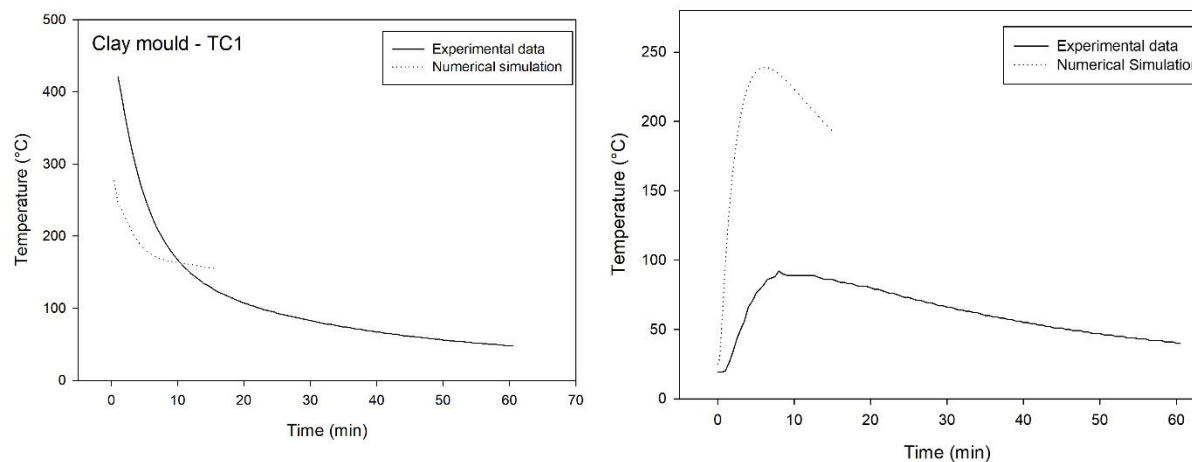 Clay mould - TC1
Experimental data
Numerical simulation
Temperature (°C)
500
400
300
200
100
0
0 10 20 30 40 50 60 70
Time (min)
Experimental data
Numerical Simulation
Temperature (°C)
250
200
150
100
50
0
0 10 20 30 40 50 60
Time (min)